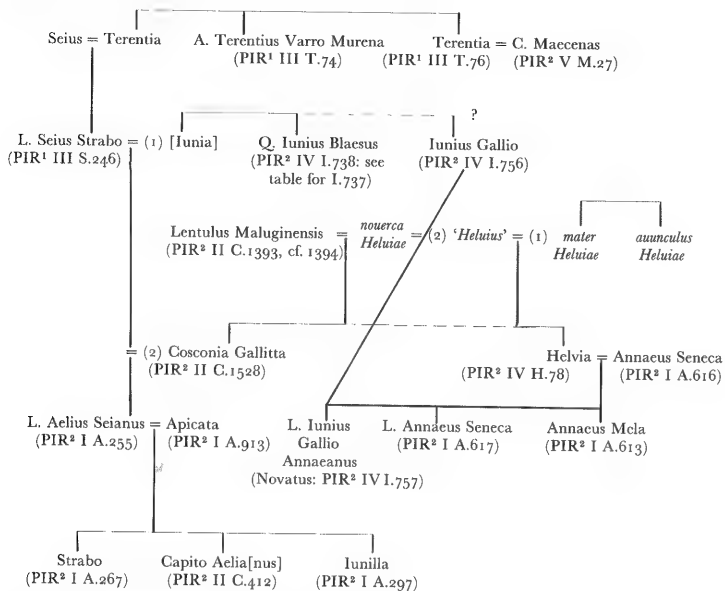 Seius = Terentia A. Terentius Varro Murena Terentia = C. Maecenas
(PIR¹ III T.74) (PIR¹ III T.76) (PIR² V M.27)
?
L. Seius Strabo = (1) [Iunia] Q. Iunius Blaesus Iunius Gallio
(PIR¹ III S.246) (PIR² IV I.738: see (PIR² IV I.756)
table for I.737)
Lentulus Maluginensis = nouerca Heluiae = (2) 'Heluius' = (1) mater Heluiae auunculus Heluiae
(PIR² II C.1393, cf. 1394)
= (2) Cosconia Gallitta Helvia = Annaeus Seneca
(PIR² II C.1528) (PIR² IV H.78) (PIR² I A.616)
L. Aelius Seianus = Apicata L. Iunius L. Annaeus Seneca Annaeus Mela
(PIR² I A.255) (PIR² I A.913) Gallio (PIR² I A.617) (PIR² I A.613)
Annaeanus
(Novatus: PIR² IV I.757)
Strabo Capito Aelia[nus] Iunilla
(PIR² I A.267) (PIR² II C.412) (PIR² I A.297)